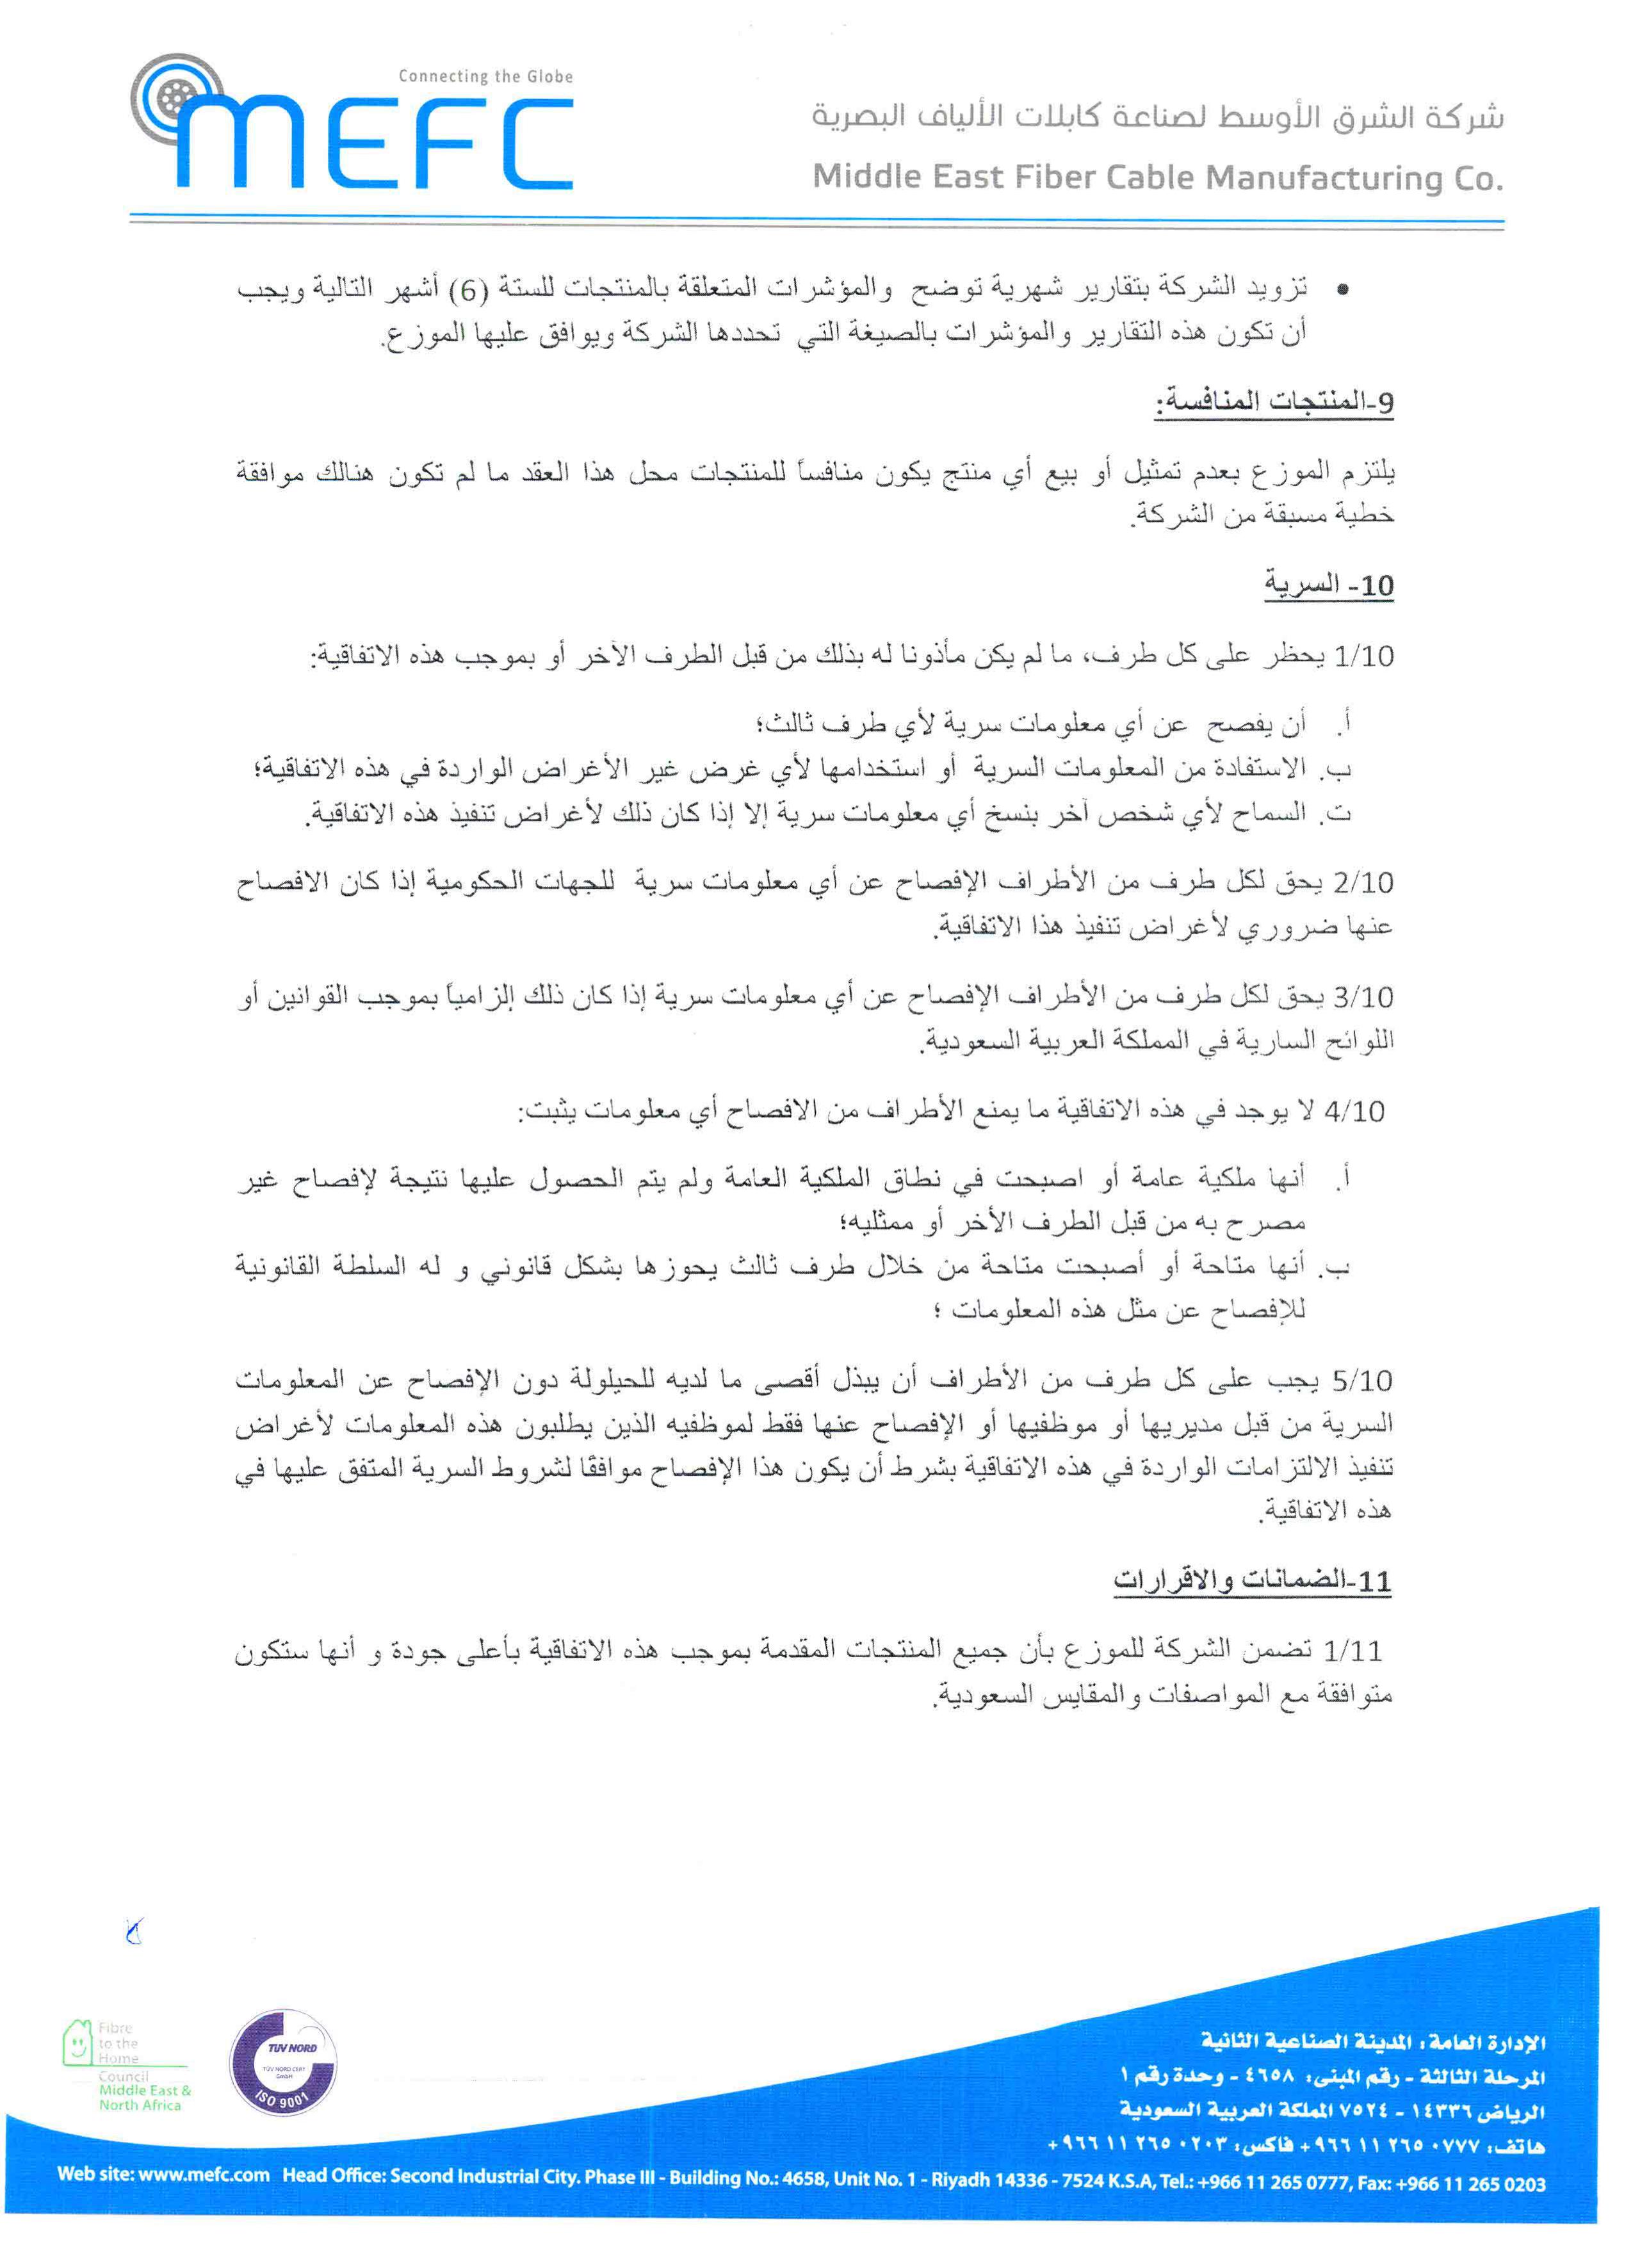 Connecting the Globe
MEFC
شركة الشرق الأوسط لصناعة كابلات الألياف البصرية
Middle East Fiber Cable Manufacturing Co.
• تزويد الشركة بتقارير شهرية توضح والمؤشرات المتعلقة بالمنتجات للستة (6) أشهر التالية ويجب
أن تكون هذه التقارير والمؤشرات بالصيغة التي تحددها الشركة ويوافق عليها الموزع.
9-المنتجات المنافسة:
يلتزم الموزع بعدم تمثيل أو بيع أي منتج يكون منافساً للمنتجات محل هذا العقد ما لم تكون هنالك موافقة
خطية مسبقة من الشركة.
10- السرية
1/10 يحظر على كل طرف، ما لم يكن مأذونا له بذلك من قبل الطرف الآخر أو بموجب هذه الاتفاقية:
أ. أن يفصح عن أي معلومات سرية لأي طرف ثالث؛
ب. الاستفادة من المعلومات السرية أو استخدامها لأي غرض غير الأغراض الواردة في هذه الاتفاقية؛
ت. السماح لأي شخص آخر بنسخ أي معلومات سرية إلا إذا كان ذلك لأغراض تنفيذ هذه الاتفاقية.
2/10 يحق لكل طرف من الأطراف الإفصاح عن أي معلومات سرية للجهات الحكومية إذا كان الافصاح
عنها ضروري لأغراض تنفيذ هذا الاتفاقية.
3/10 يحق لكل طرف من الأطراف الإفصاح عن أي معلومات سرية إذا كان ذلك إلزامياً بموجب القوانين أو
اللوائح السارية في المملكة العربية السعودية.
4/10 لا يوجد في هذه الاتفاقية ما يمنع الأطراف من الافصاح أي معلومات يثبت:
أ. أنها ملكية عامة أو اصبحت في نطاق الملكية العامة ولم يتم الحصول عليها نتيجة لإفصاح غير
مصرح به من قبل الطرف الأخر أو ممثليه؛
ب. أنها متاحة أو أصبحت متاحة من خلال طرف ثالث يحوزها بشكل قانوني و له السلطة القانونية
للإفصاح عن مثل هذه المعلومات ؛
5/10 يجب على كل طرف من الأطراف أن يبذل أقصى ما لديه للحيلولة دون الإفصاح عن المعلومات
السرية من قبل مديريها أو موظفيها أو الإفصاح عنها فقط لموظفيه الذين يطلبون هذه المعلومات لأغراض
تنفيذ الالتزامات الواردة في هذه الاتفاقية بشرط أن يكون هذا الإفصاح موافقًا لشروط السرية المتفق عليها في
هذه الاتفاقية.
11-الضمانات والاقرارات
1/11 تضمن الشركة للموزع بأن جميع المنتجات المقدمة بموجب هذه الاتفاقية بأعلى جودة و أنها ستكون
متوافقة مع المواصفات والمقايس السعودية.
Fibre
to the
Home
Council
Middle East &
North Africa
TUV NORD
TÜV NORD CERT
GmbH
ISO 9001
الإدارة العامة : المدينة الصناعية الثانية
المرحلة الثالثة - رقم المبنى: ٤٦٥٨ - وحدة رقم ١
الرياض ١٤٣٣٦ - ٧٥٢٤ المملكة العربية السعودية
هاتف: ٠٧٧٧ ٢٦٥ ١١ ٩٦٦+ فاكس: ٠٢٠٣ ٢٦٥ ١١ ٩٦٦+
Web site: www.mefc.com Head Office: Second Industrial City. Phase III - Building No.: 4658, Unit No. 1 - Riyadh 14336 - 7524 K.S.A, Tel.: +966 11 265 0777, Fax: +966 11 265 0203